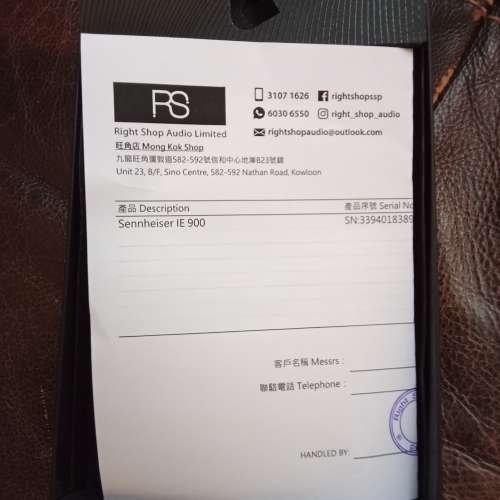 RS
Right Shop Audio Limited
旺角店 Mong Kok Shop
九龍旺角彌敦道582-592號信和中心地庫B23號鋪
Unit 23, B/F, Sino Centre, 582-592 Nathan Road, Kowloon
3107 1626 rightshopssp
6030 6550 right_shop_audio
rightshopaudio@outlook.com
產品 Description 產品序號 Serial No
Sennheiser IE 900 SN:3394018389
客戶名稱 Messrs :
聯駱電話 Telephone :
Right
HANDLED BY: